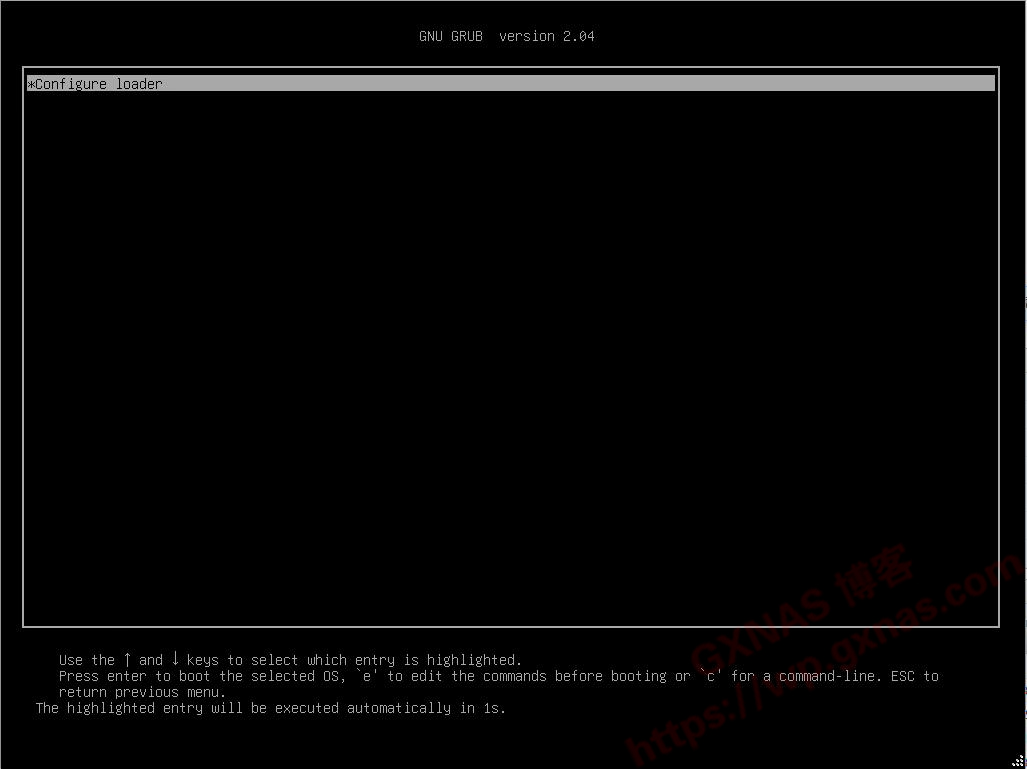 GNU GRUB  version 2.04
*Configure loader
Use the ↑ and ↓ keys to select which entry is highlighted.
Press enter to boot the selected OS, `e' to edit the commands before booting or `c' for a command-line. ESC to
return previous menu.
The highlighted entry will be executed automatically in 1s.
GXNAS 博客
https://wp.gxnas.com